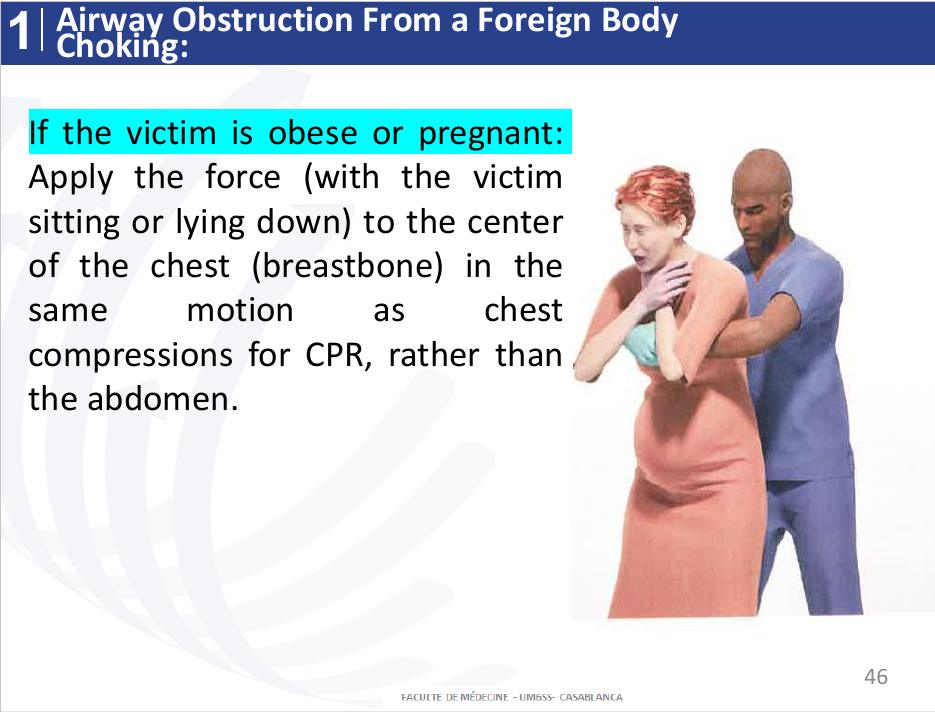 1
Airway Obstruction From a Foreign Body
Choking:
If the victim is obese or pregnant:
Apply the force (with the victim
sitting or lying down) to the center
of the chest (breastbone) in the
same motion as chest
compressions for CPR, rather than
the abdomen.
46
FACULTE DE MÉDECINE - UM6SS- CASABLANCA